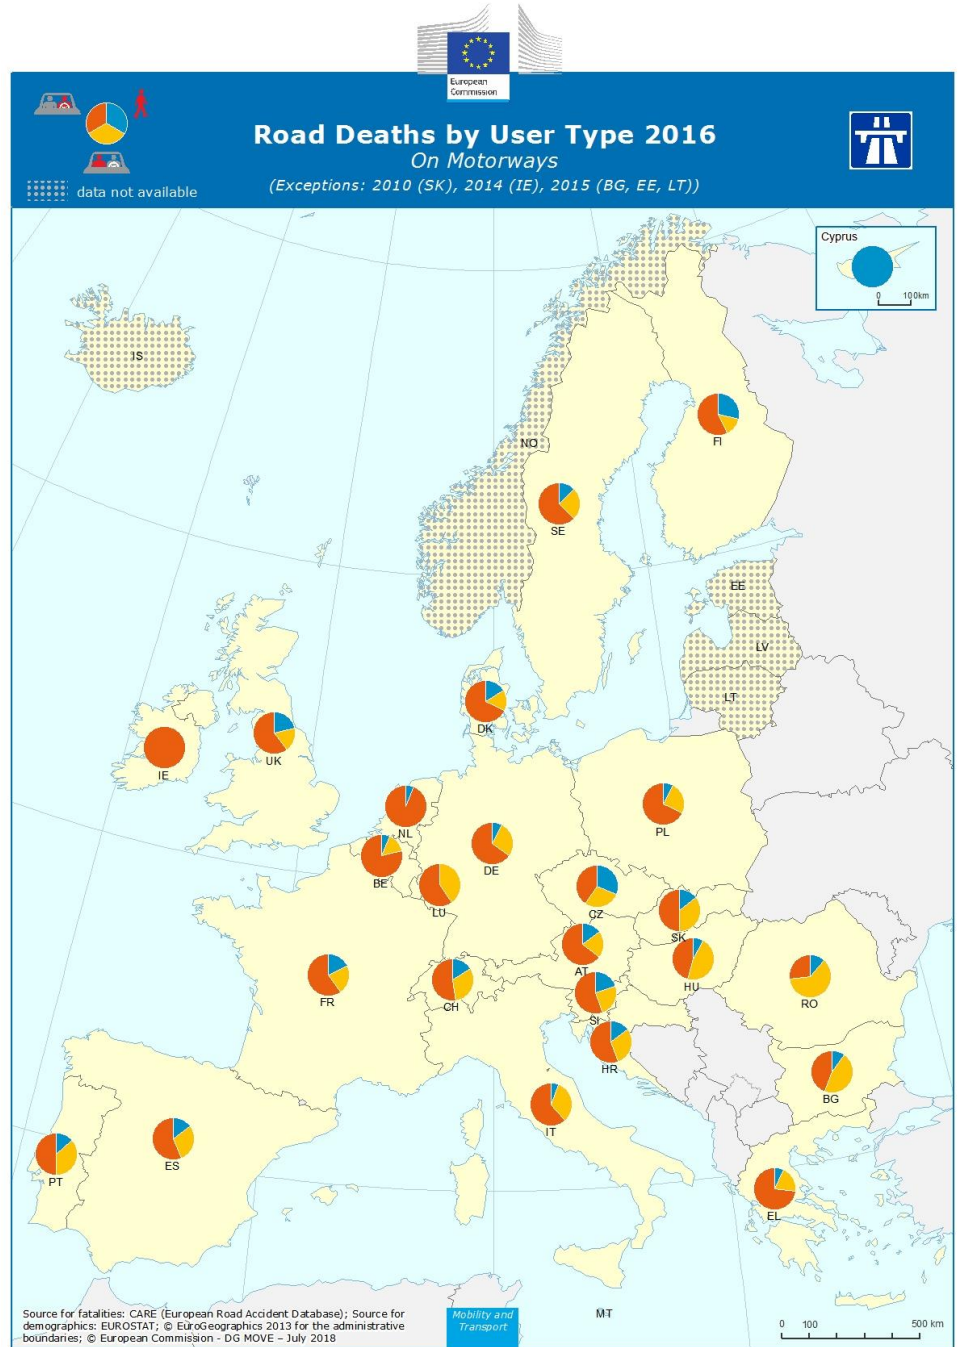 European
Commission
Road Deaths by User Type 2016
On Motorways
(Exceptions: 2010 (SK), 2014 (IE), 2015 (BG, EE, LT))
data not available
Cyprus
0 100km
IS
FI
NO
SE
EE
LV
LT
DK
IE
UK
NL
PL
BE
DE
LU
CZ
SK
AT
HU
FR
CH
SI
RO
HR
BG
IT
ES
PT
EL
MT
Source for fatalities: CARE (European Road Accident Database); Source for
demographics: EUROSTAT; © EuroGeographics 2013 for the administrative
boundaries; © European Commission - DG MOVE – July 2018
Mobility and
Transport
0 100 500 km